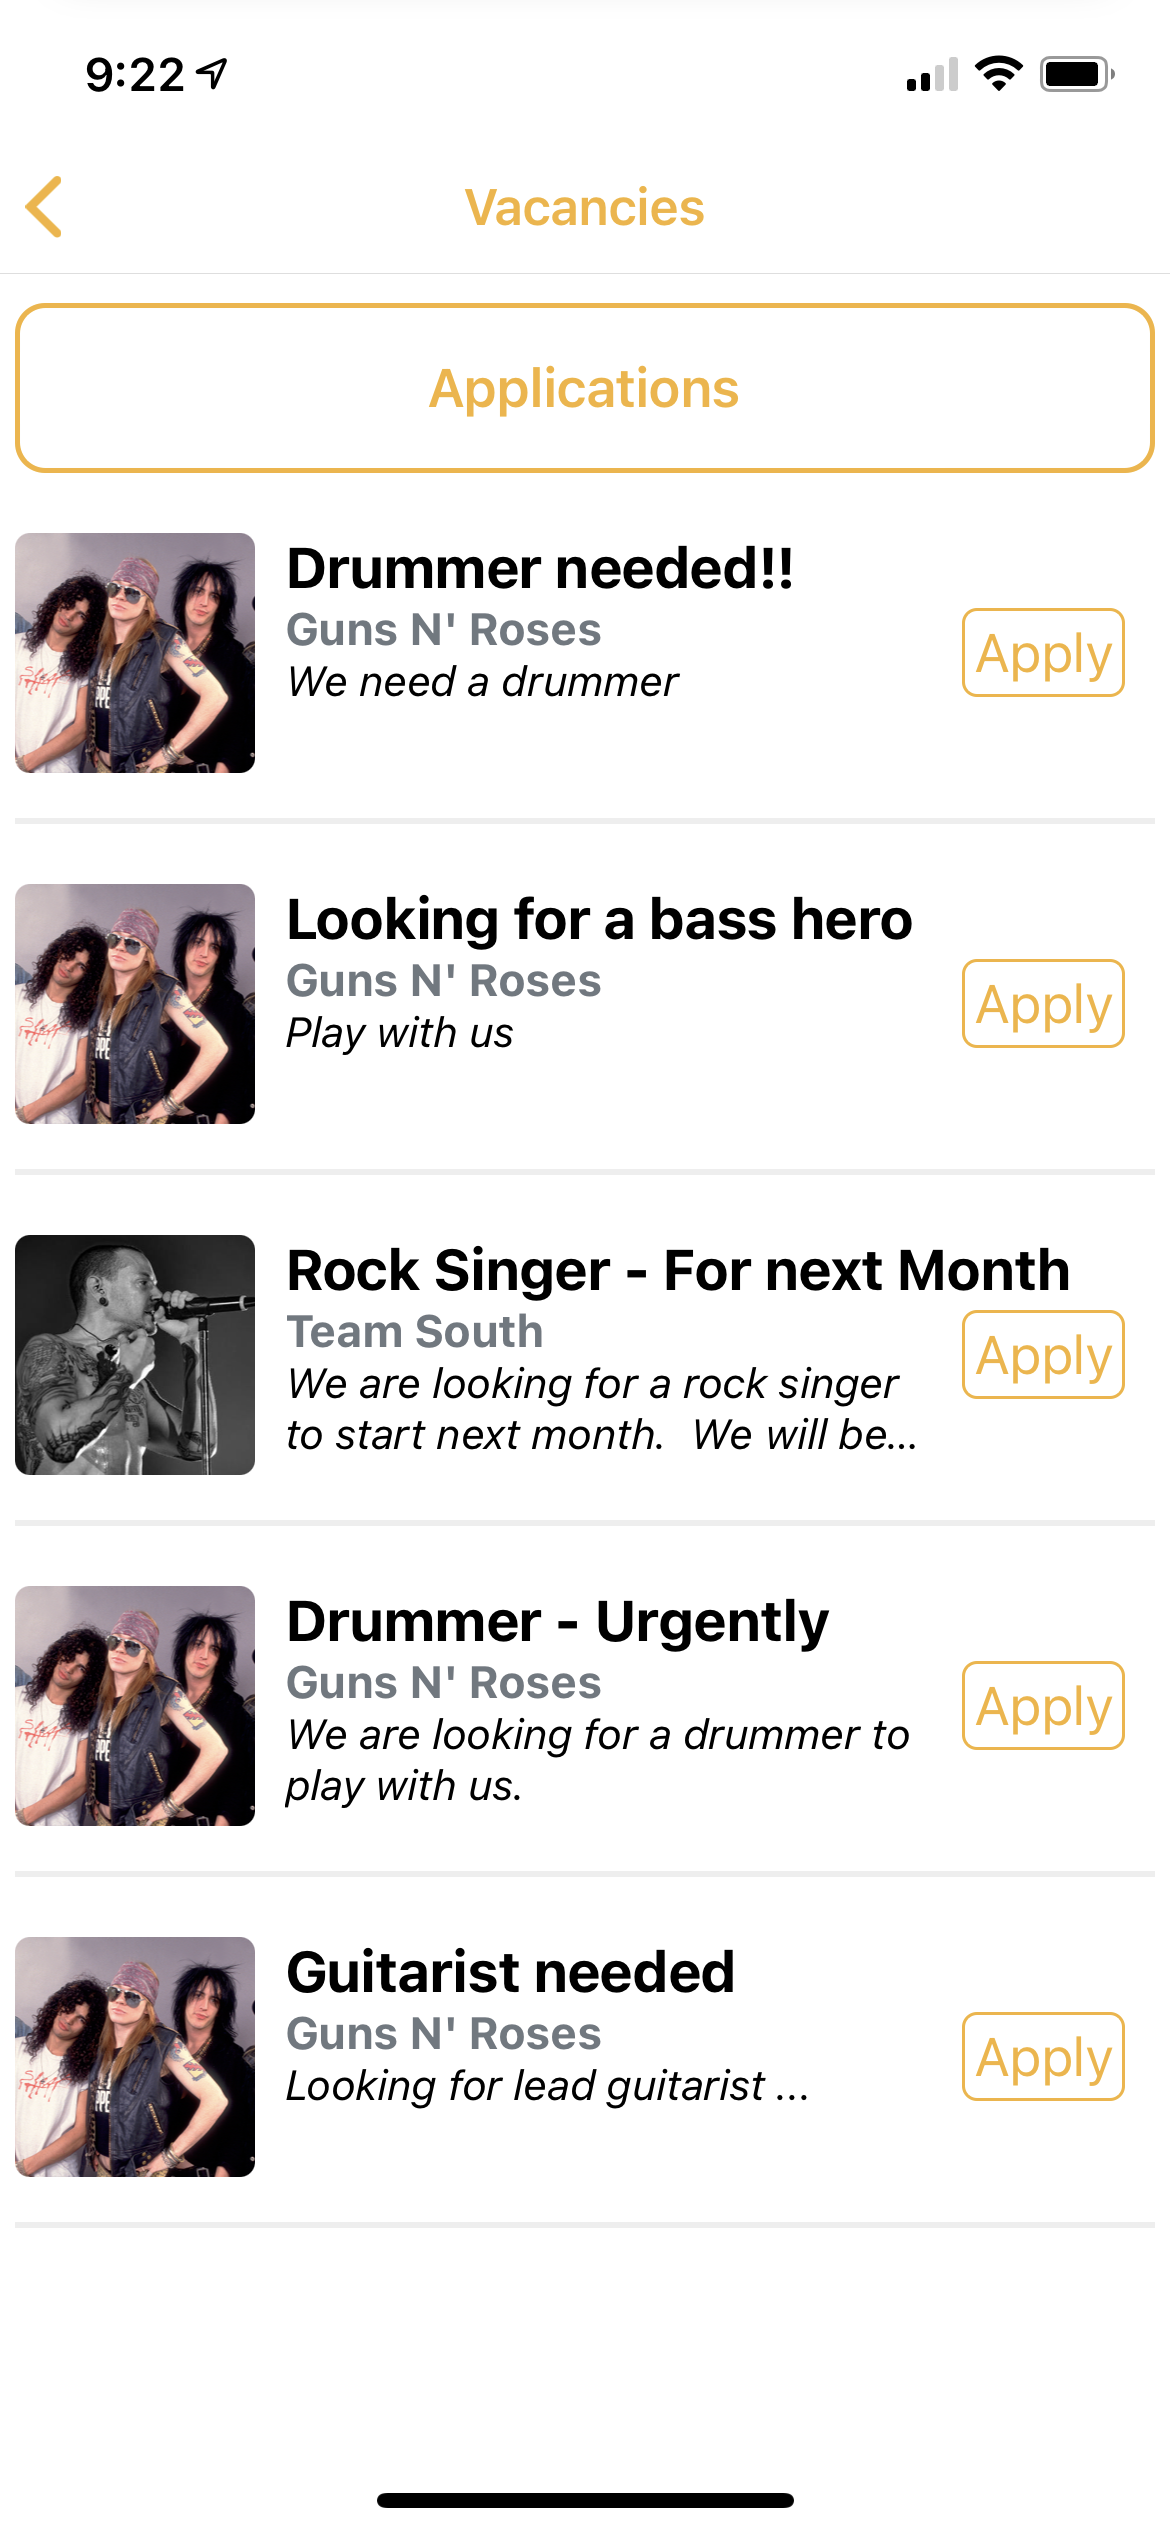 9:22
Vacancies
Applications
Drummer needed!!
Guns N' Roses
We need a drummer
Apply
Looking for a bass hero
Guns N' Roses
Play with us
Apply
Rock Singer - For next Month
Team South
We are looking for a rock singer
to start next month.  We will be...
Apply
Drummer - Urgently
Guns N' Roses
We are looking for a drummer to
play with us.
Apply
Guitarist needed
Guns N' Roses
Looking for lead guitarist ...
Apply